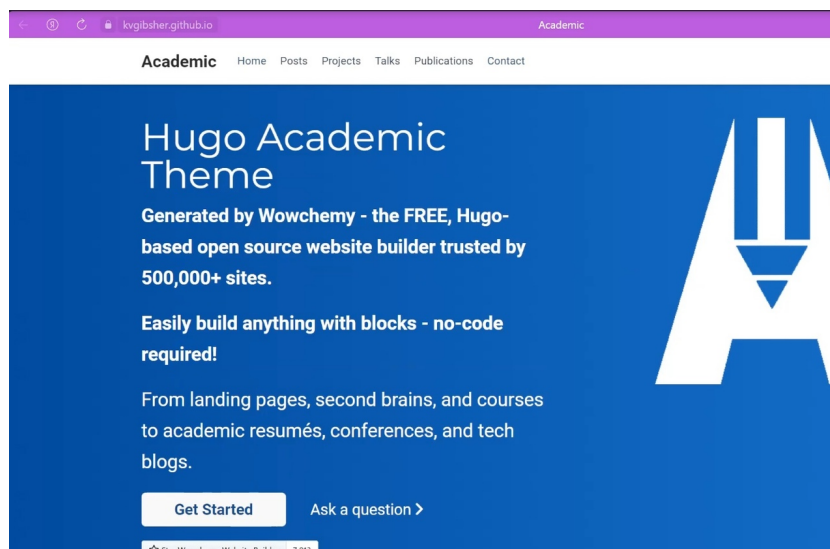 kvgibsher.github.io Academic
Academic Home Posts Projects Talks Publications Contact
Hugo Academic
Theme
Generated by Wowchemy - the FREE, Hugo-
based open source website builder trusted by
500,000+ sites.
Easily build anything with blocks - no-code
required!
From landing pages, second brains, and courses
to academic resumés, conferences, and tech
blogs.
Get Started Ask a question